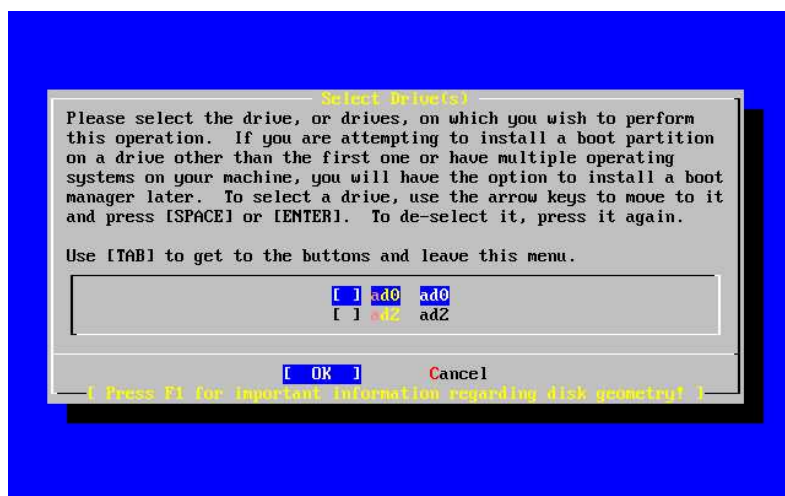 Select Drive(s)
Please select the drive, or drives, on which you wish to perform
this operation.  If you are attempting to install a boot partition
on a drive other than the first one or have multiple operating
systems on your machine, you will have the option to install a boot
manager later.  To select a drive, use the arrow keys to move to it
and press [SPACE] or [ENTER].  To de-select it, press it again.
Use [TAB] to get to the buttons and leave this menu.
[ ] ad0 ad0
[ ] ad2 ad2
[ OK ] Cancel
[ Press F1 for important information regarding disk geometry! ]